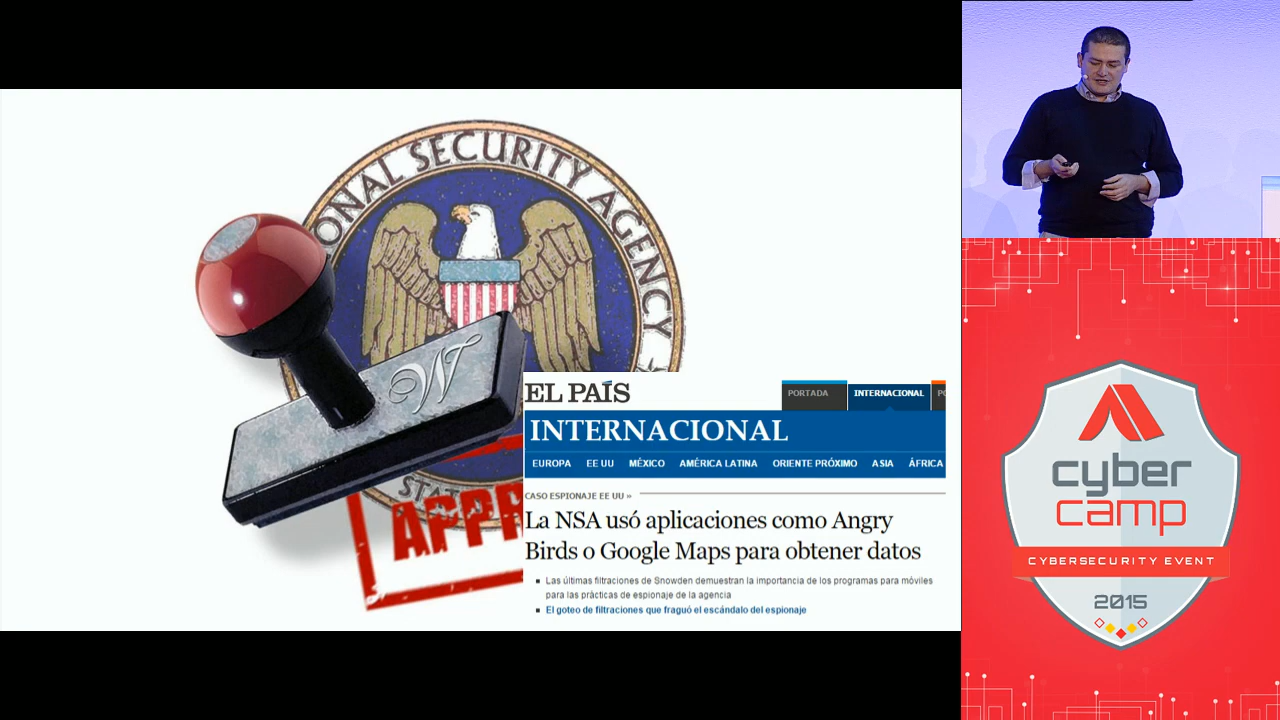 ONAL SECURITY AGENCY
STAT
W
APPR
EL PAÍS
PORTADA
INTERNACIONAL
INTERNACIONAL
EUROPA EE UU MÉXICO AMÉRICA LATINA ORIENTE PRÓXIMO ASIA ÁFRICA
CASO ESPIONAJE EE UU »
La NSA usó aplicaciones como Angry
Birds o Google Maps para obtener datos
Las últimas filtraciones de Snowden demuestran la importancia de los programas para móviles
para las prácticas de espionaje de la agencia
El goteo de filtraciones que fraguó el escándalo del espionaje
cyber
camp
CYBERSECURITY EVENT
2015